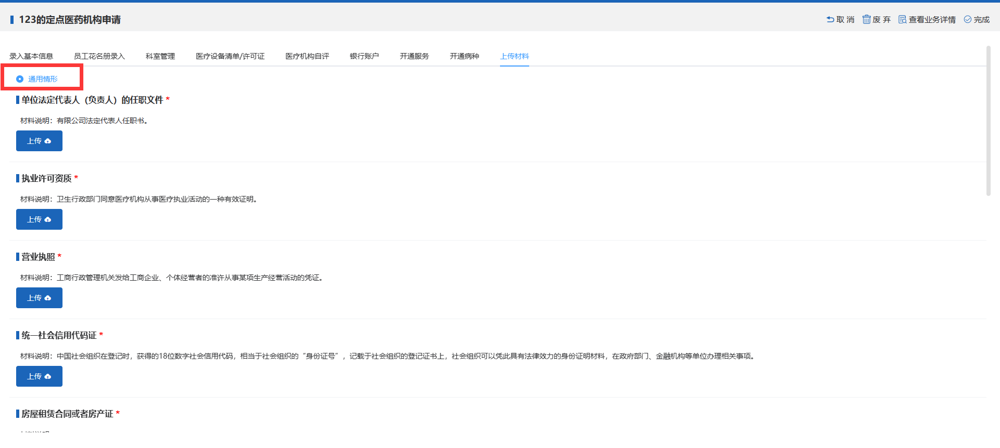 123的定点医药机构申请
取 消 废 弃 查看业务详情 完成
录入基本信息 员工花名册录入 科室管理 医疗设备清单/许可证 医疗机构自评 银行账户 开通服务 开通病种 上传材料
通用情形
单位法定代表人（负责人）的任职文件 *
材料说明：有限公司法定代表人任职书。
上传
执业许可资质 *
材料说明：卫生行政部门同意医疗机构从事医疗执业活动的一种有效证明。
上传
营业执照 *
材料说明：工商行政管理机关发给工商企业、个体经营者的准许从事某项生产经营活动的凭证。
上传
统一社会信用代码证 *
材料说明：中国社会组织在登记时，获得的18位数字社会信用代码，相当于社会组织的“身份证号”，记载于社会组织的登记证书上，社会组织可以凭此具有法律效力的身份证明材料，在政府部门、金融机构等单位办理相关事项。
上传
房屋租赁合同或者房产证 *